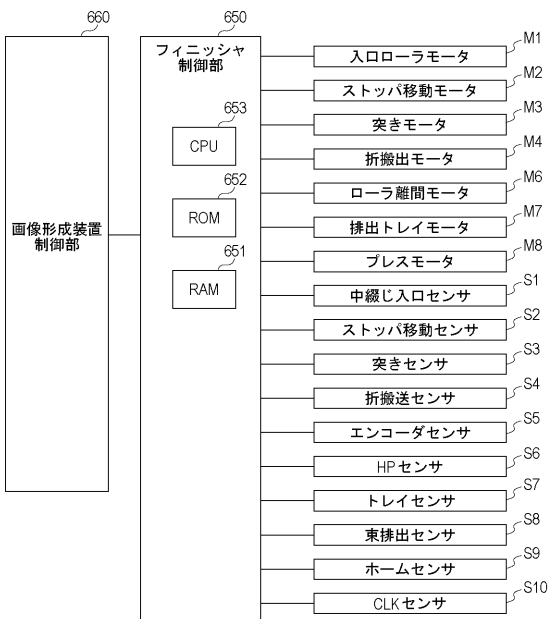 660
650
画像形成装置
制御部
フィニッシャ
制御部
653
CPU
652
ROM
651
RAM
入口ローラモータ
M1
ストッパ移動モータ
M2
突きモータ
M3
折搬出モータ
M4
ローラ離間モータ
M6
排出トレイモータ
M7
プレスモータ
M8
中綴じ入口センサ
S1
ストッパ移動センサ
S2
突きセンサ
S3
折搬送センサ
S4
エンコーダセンサ
S5
HPセンサ
S6
トレイセンサ
S7
束排出センサ
S8
ホームセンサ
S9
CLKセンサ
S10